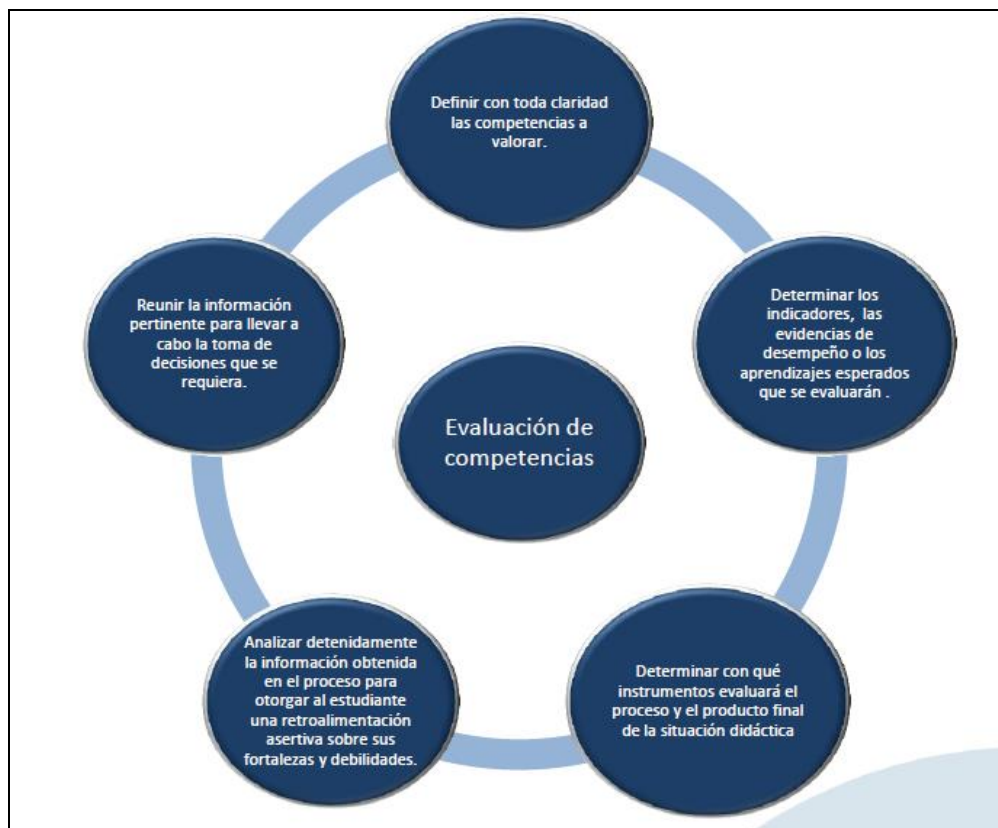 Definir con toda claridad
las competencias a
valorar.
Determinar los
indicadores, las
evidencias de
desempeño o los
aprendizajes esperados
que se evaluarán .
Determinar con qué
instrumentos evaluará el
proceso y el producto final
de la situación didáctica
Analizar detenidamente
la información obtenida
en el proceso para
otorgar al estudiante
una retroalimentación
asertiva sobre sus
fortalezas y debilidades.
Reunir la información
pertinente para llevar a
cabo la toma de
decisiones que se
requiera.
Evaluación de
competencias